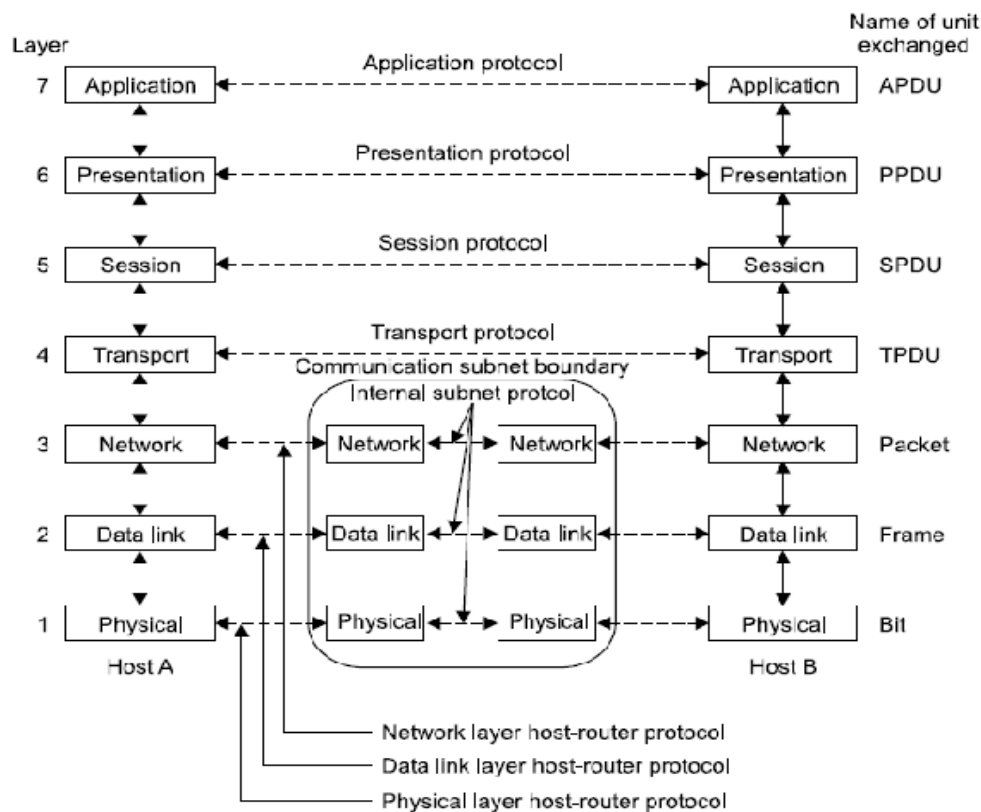 Name of unit
exchanged
Layer
Application protocol
7 Application Application APDU
Presentation protocol
6 Presentation Presentation PPDU
Session protocol
5 Session Session SPDU
Transport protocol
4 Transport Transport TPDU
Communication subnet boundary
Internal subnet protcol
3 Network Network Network Network Packet
2 Data link Data link Data link Data link Frame
1 Physical Physical Physical Physical Bit
Host A Host B
Network layer host-router protocol
Data link layer host-router protocol
Physical layer host-router protocol